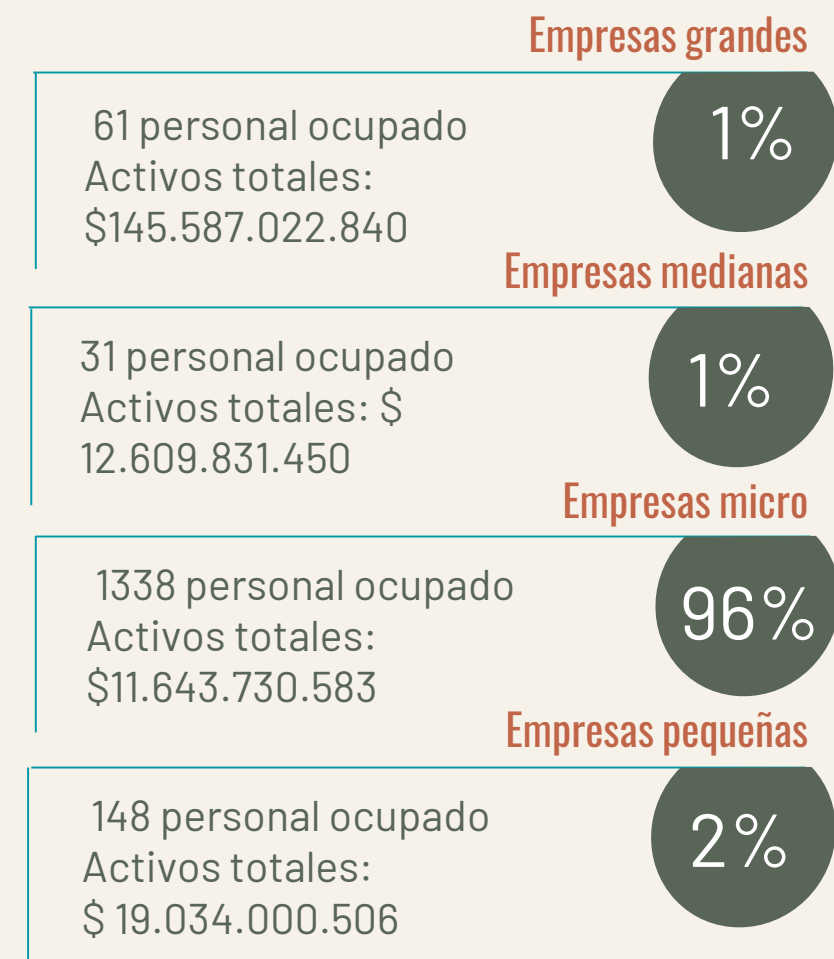 Empresas grandes
61 personal ocupado
Activos totales:
$145.587.022.840
1%
Empresas medianas
31 personal ocupado
Activos totales: $
12.609.831.450
1%
Empresas micro
1338 personal ocupado
Activos totales:
$11.643.730.583
96%
Empresas pequeñas
148 personal ocupado
Activos totales:
$ 19.034.000.506
2%